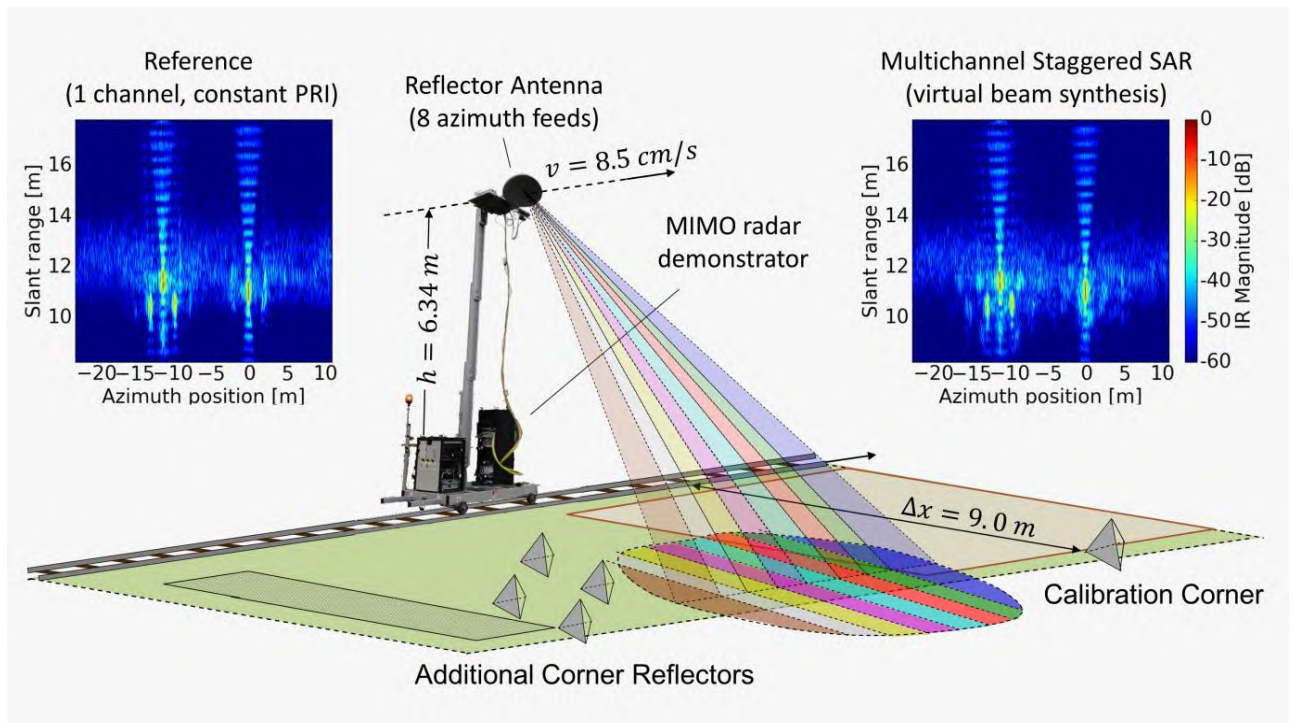 Reference
(1 channel, constant PRI)
Slant range [m]
16
14
12
10
−20−15−10 −5 0 5 10
Azimuth position [m]
Reflector Antenna
(8 azimuth feeds)
v = 8.5 cm/s
h = 6.34 m
MIMO radar
demonstrator
Multichannel Staggered SAR
(virtual beam synthesis)
Slant range [m]
16
14
12
10
−20−15−10 −5 0 5 10
Azimuth position [m]
0
-10
-20
-30
-40
-50
-60
IR Magnitude [dB]
Δx = 9.0 m
Calibration Corner
Additional Corner Reflectors